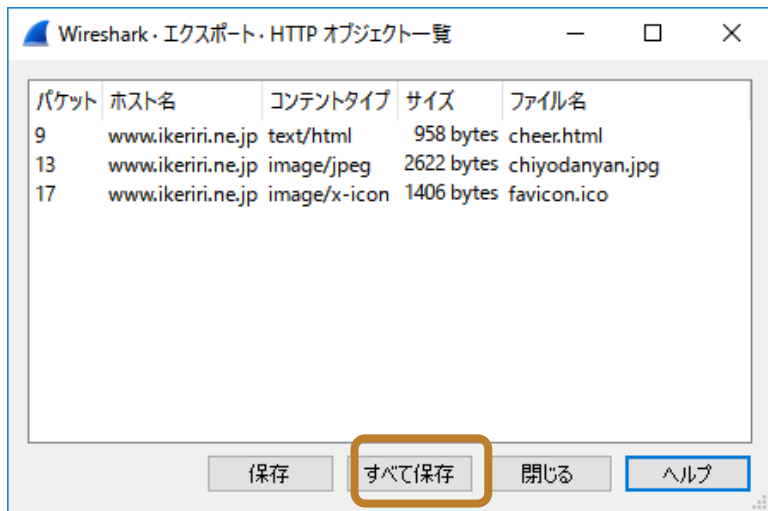 Wireshark · エクスポート · HTTP オブジェクト一覧
パケット ホスト名 コンテントタイプ サイズ ファイル名
9 www.ikeriri.ne.jp text/html 958 bytes cheer.html
13 www.ikeriri.ne.jp image/jpeg 2622 bytes chiyodanyan.jpg
17 www.ikeriri.ne.jp image/x-icon 1406 bytes favicon.ico
保存 すべて保存 閉じる ヘルプ